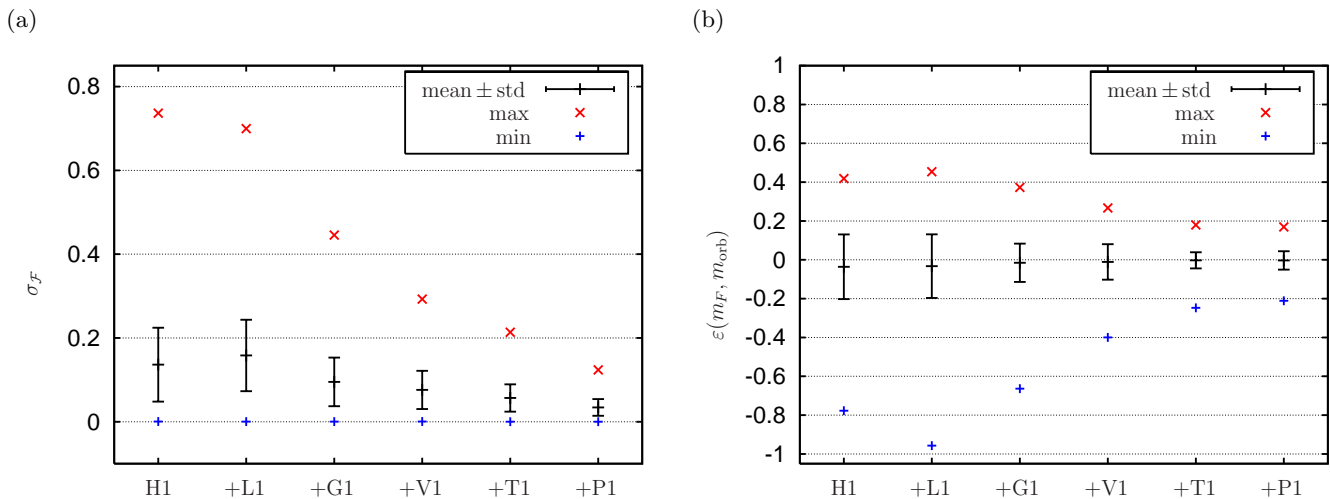 (a)
0.8
0.6
0.4
0.2
0
σ_ℱ
mean ± std
max
min
H1 +L1 +G1 +V1 +T1 +P1
(b)
1
0.8
0.6
0.4
0.2
0
-0.2
-0.4
-0.6
-0.8
-1
ε(m_F, m_orb)
mean ± std
max
min
H1 +L1 +G1 +V1 +T1 +P1